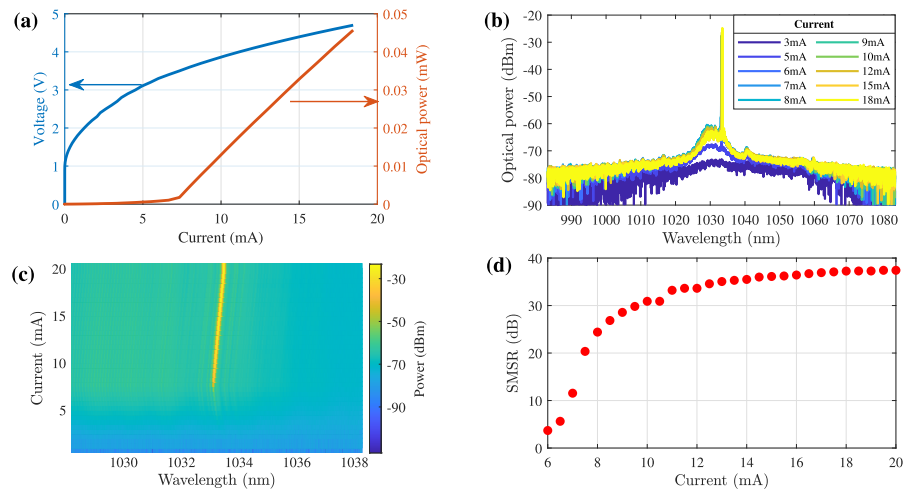 (a)
5
4
3
2
1
0
Voltage (V)
0.05
0.04
0.03
0.02
0.01
0
Optical power (mW)
0
5
10
15
20
Current (mA)
(b)
-20
-30
-40
-50
-60
-70
-80
-90
Optical power (dBm)
Current
3mA
9mA
5mA
10mA
6mA
12mA
7mA
15mA
8mA
18mA
990
1000
1010
1020
1030
1040
1050
1060
1070
1080
Wavelength (nm)
(c)
20
15
10
5
Current (mA)
1030
1032
1034
1036
1038
Wavelength (nm)
-30
-50
-70
-90
Power (dBm)
(d)
40
30
20
10
0
SMSR (dB)
6
8
10
12
14
16
18
20
Current (mA)